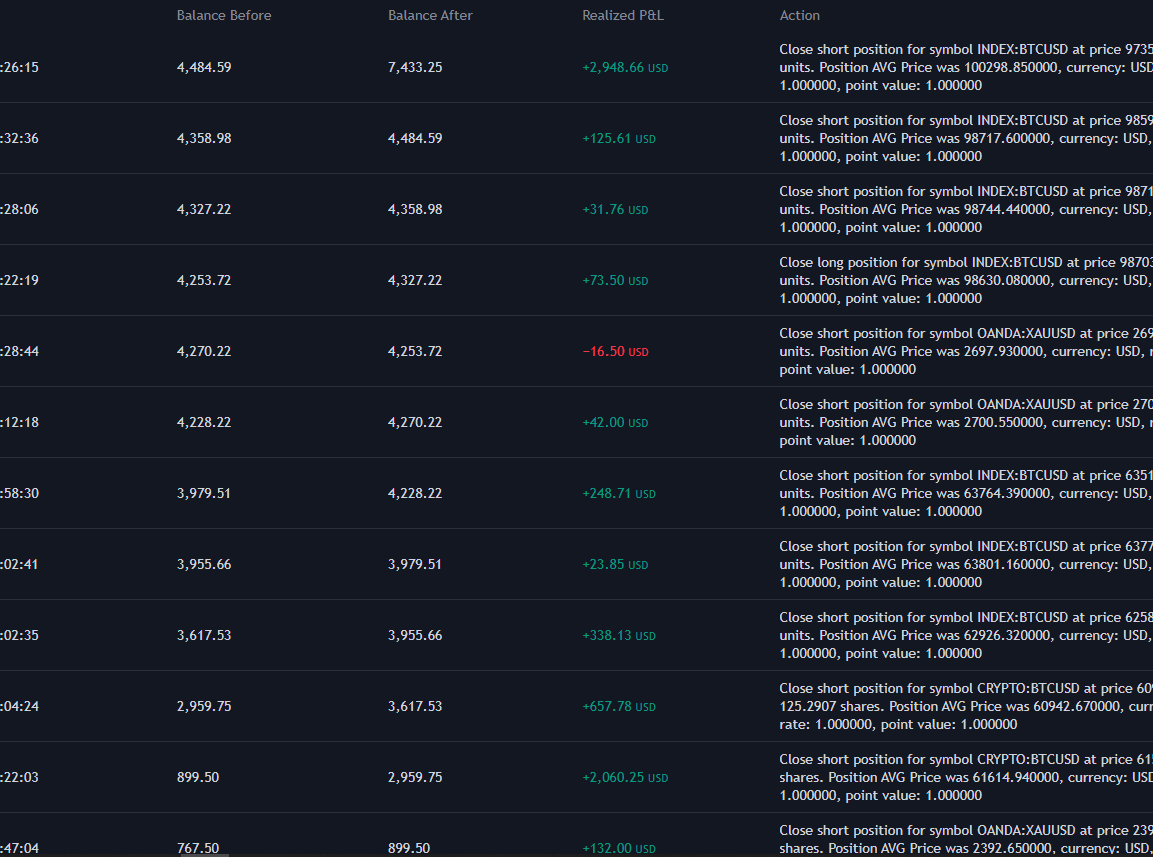 Balance Before Balance After Realized P&L Action
:26:15 4,484.59 7,433.25 +2,948.66 USD
Close short position for symbol INDEX:BTCUSD at price 9735
units. Position AVG Price was 100298.850000, currency: USD
1.000000, point value: 1.000000
:32:36 4,358.98 4,484.59 +125.61 USD
Close short position for symbol INDEX:BTCUSD at price 9859
units. Position AVG Price was 98717.600000, currency: USD,
1.000000, point value: 1.000000
:28:06 4,327.22 4,358.98 +31.76 USD
Close short position for symbol INDEX:BTCUSD at price 9871
units. Position AVG Price was 98744.440000, currency: USD,
1.000000, point value: 1.000000
:22:19 4,253.72 4,327.22 +73.50 USD
Close long position for symbol INDEX:BTCUSD at price 98703
units. Position AVG Price was 98630.080000, currency: USD,
1.000000, point value: 1.000000
:28:44 4,270.22 4,253.72 −16.50 USD
Close short position for symbol OANDA:XAUUSD at price 269
units. Position AVG Price was 2697.930000, currency: USD, r
point value: 1.000000
:12:18 4,228.22 4,270.22 +42.00 USD
Close short position for symbol OANDA:XAUUSD at price 270
units. Position AVG Price was 2700.550000, currency: USD, r
point value: 1.000000
:58:30 3,979.51 4,228.22 +248.71 USD
Close short position for symbol INDEX:BTCUSD at price 6351
units. Position AVG Price was 63764.390000, currency: USD,
1.000000, point value: 1.000000
:02:41 3,955.66 3,979.51 +23.85 USD
Close short position for symbol INDEX:BTCUSD at price 6377
units. Position AVG Price was 63801.160000, currency: USD,
1.000000, point value: 1.000000
:02:35 3,617.53 3,955.66 +338.13 USD
Close short position for symbol INDEX:BTCUSD at price 6258
units. Position AVG Price was 62926.320000, currency: USD,
1.000000, point value: 1.000000
:04:24 2,959.75 3,617.53 +657.78 USD
Close short position for symbol CRYPTO:BTCUSD at price 609
125.2907 shares. Position AVG Price was 60942.670000, curr
rate: 1.000000, point value: 1.000000
:22:03 899.50 2,959.75 +2,060.25 USD
Close short position for symbol CRYPTO:BTCUSD at price 615
shares. Position AVG Price was 61614.940000, currency: USD
1.000000, point value: 1.000000
:47:04 767.50 899.50 +132.00 USD
Close short position for symbol OANDA:XAUUSD at price 239
shares. Position AVG Price was 2392.650000, currency: USD,